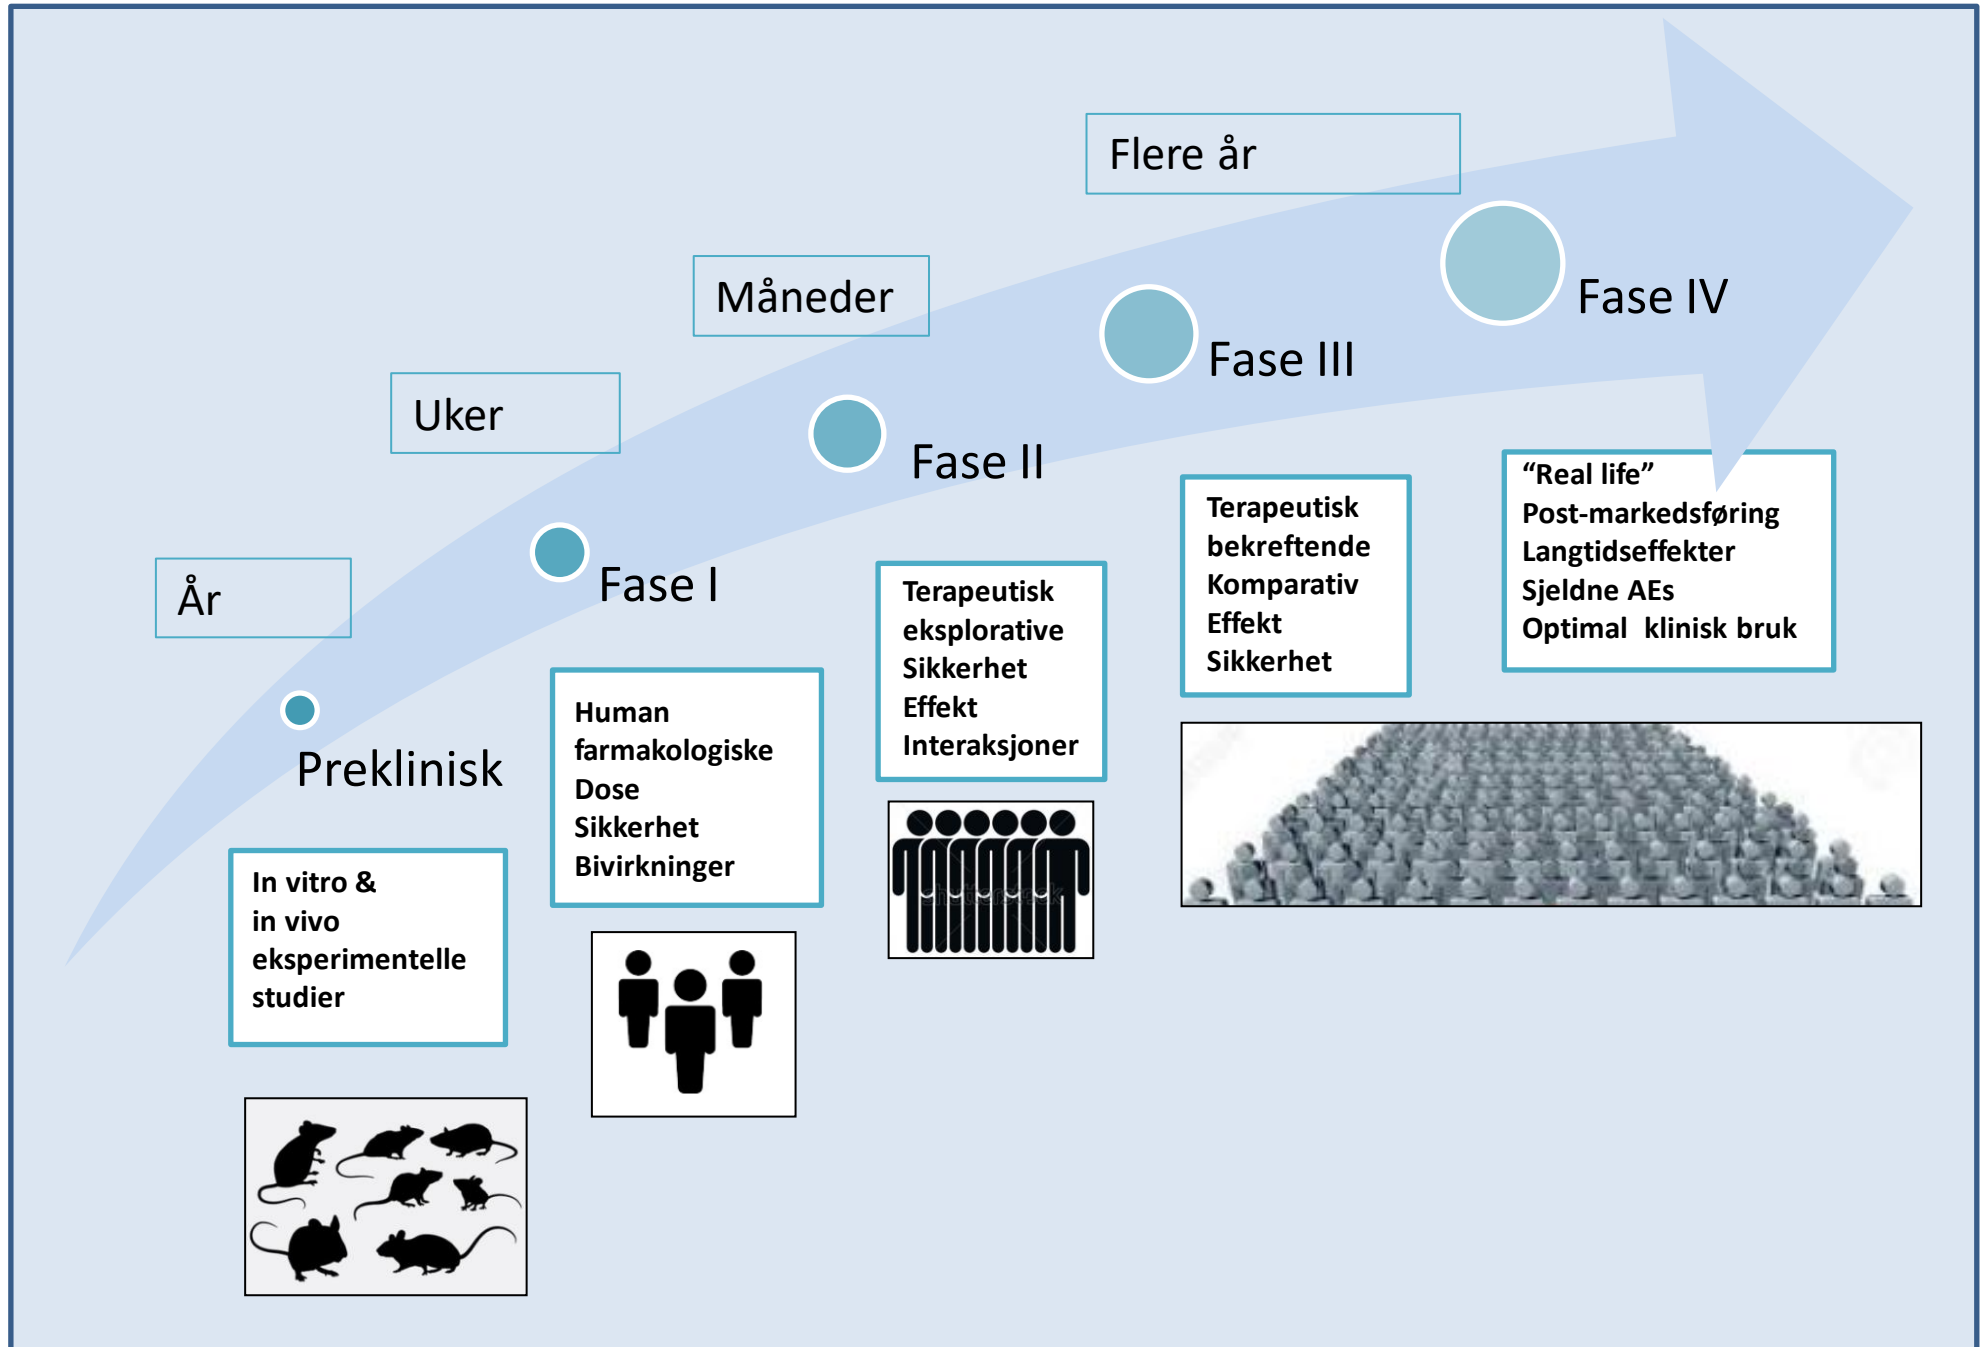 Flere år
Måneder
Uker
År
Fase IV
Fase III
Fase II
Fase I
Preklinisk
In vitro &
in vivo
eksperimentelle
studier
Human
farmakologiske
Dose
Sikkerhet
Bivirkninger
Terapeutisk
eksplorative
Sikkerhet
Effekt
Interaksjoner
Terapeutisk
bekreftende
Komparativ
Effekt
Sikkerhet
“Real life”
Post-markedsføring
Langtidseffekter
Sjeldne AEs
Optimal klinisk bruk
shutterstock